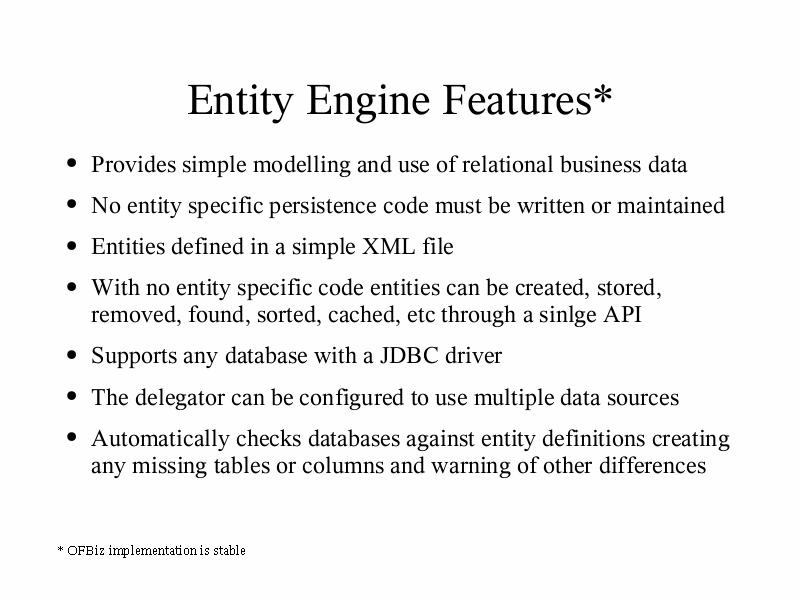 Entity Engine Features*
• Provides simple modelling and use of relational business data
• No entity specific persistence code must be written or maintained
• Entities defined in a simple XML file
• With no entity specific code entities can be created, stored,
removed, found, sorted, cached, etc through a sinlge API
• Supports any database with a JDBC driver
• The delegator can be configured to use multiple data sources
• Automatically checks databases against entity definitions creating
any missing tables or columns and warning of other differences
* OFBiz implementation is stable